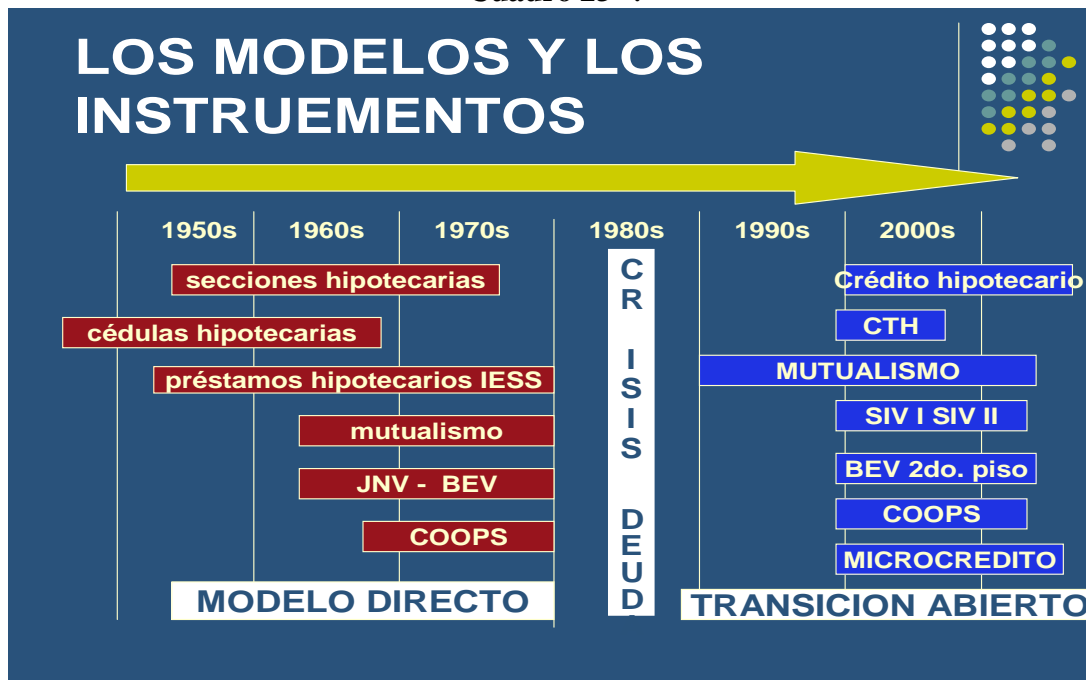 LOS MODELOS Y LOS
INSTRUEMENTOS
1950s 1960s 1970s 1980s 1990s 2000s
secciones hipotecarias
cédulas hipotecarias
préstamos hipotecarios IESS
mutualismo
JNV - BEV
COOPS
MODELO DIRECTO
CR ISIS DEUD
Crédito hipotecario
CTH
MUTUALISMO
SIV I SIV II
BEV 2do. piso
COOPS
MICROCREDITO
TRANSICION ABIERTO